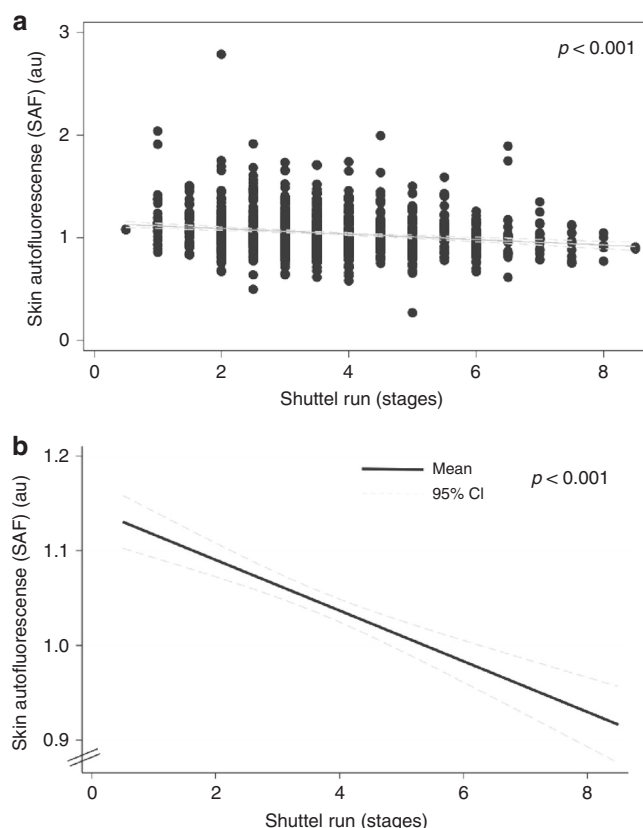 a
3
2
1
0
Skin autofluorescense (SAF) (au)
p < 0.001
0 2 4 6 8
Shuttel run (stages)
b
1.2
1.1
1.0
0.9
Skin autofluorescense (SAF) (au)
Mean
95% CI
p < 0.001
0 2 4 6 8
Shuttel run (stages)